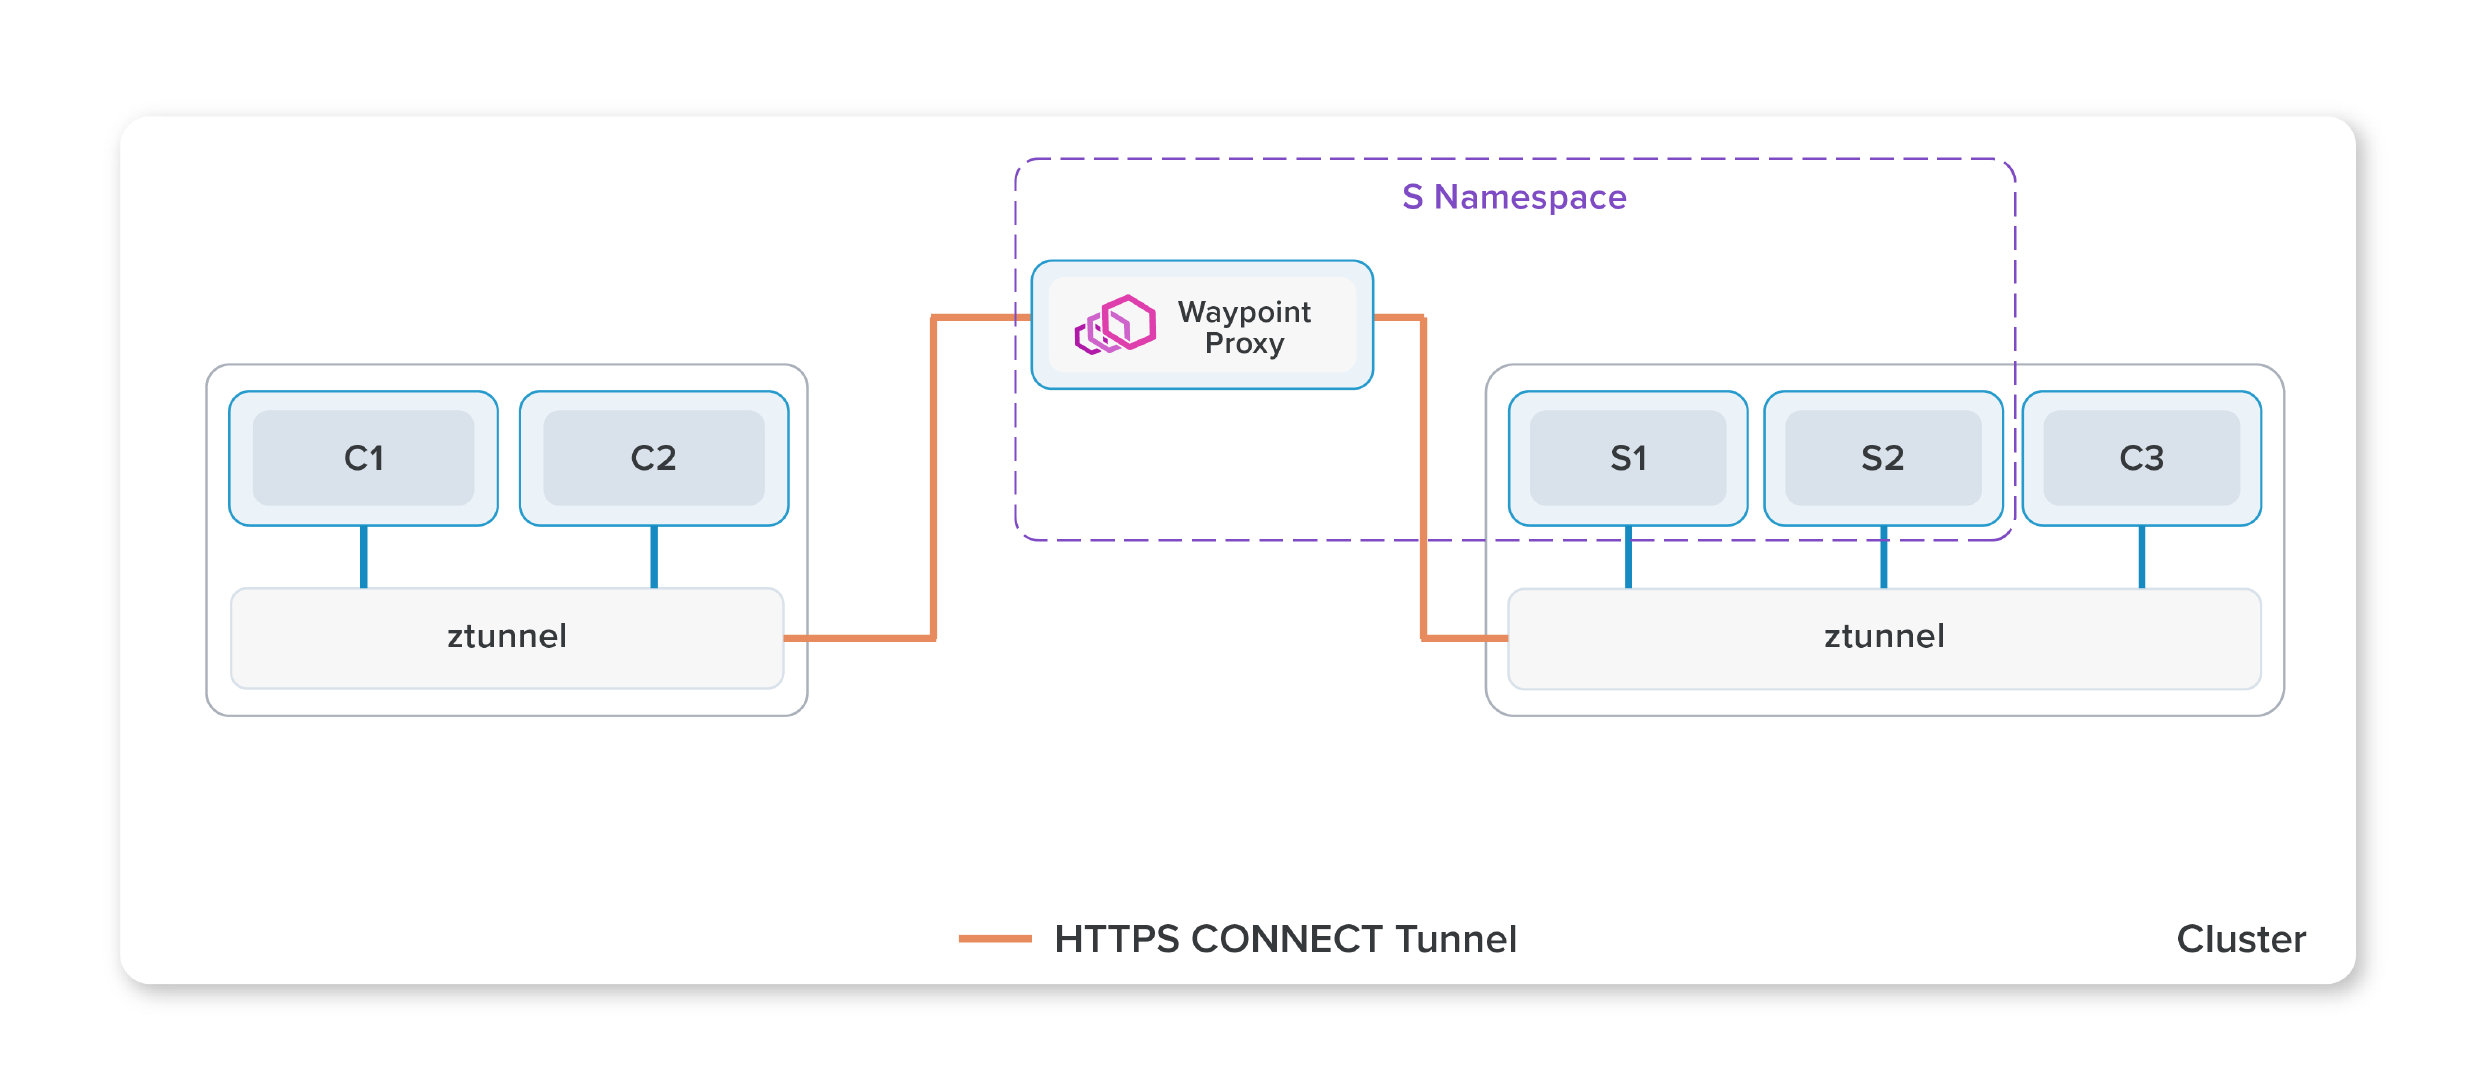 S Namespace
Waypoint
Proxy
C1
C2
S1
S2
C3
ztunnel
ztunnel
HTTPS CONNECT Tunnel
Cluster